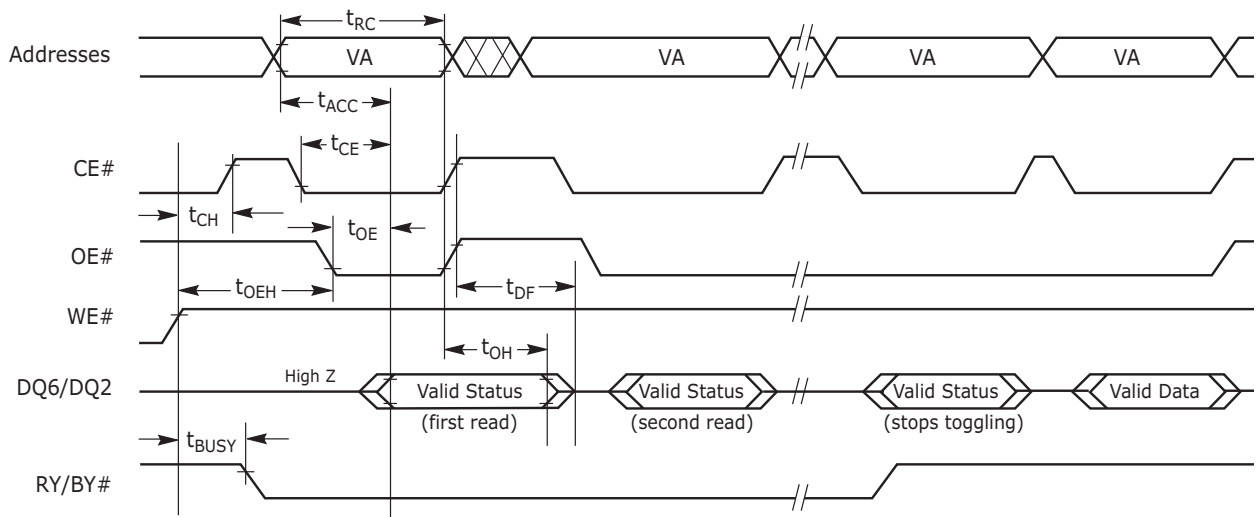 tRC
Addresses
VA
VA
VA
VA
tACC
tCE
CE#
tCH
tOE
OE#
tOEH
tDF
WE#
tOH
High Z
DQ6/DQ2
Valid Status
Valid Status
Valid Status
Valid Data
(first read)
(second read)
(stops toggling)
tBUSY
RY/BY#